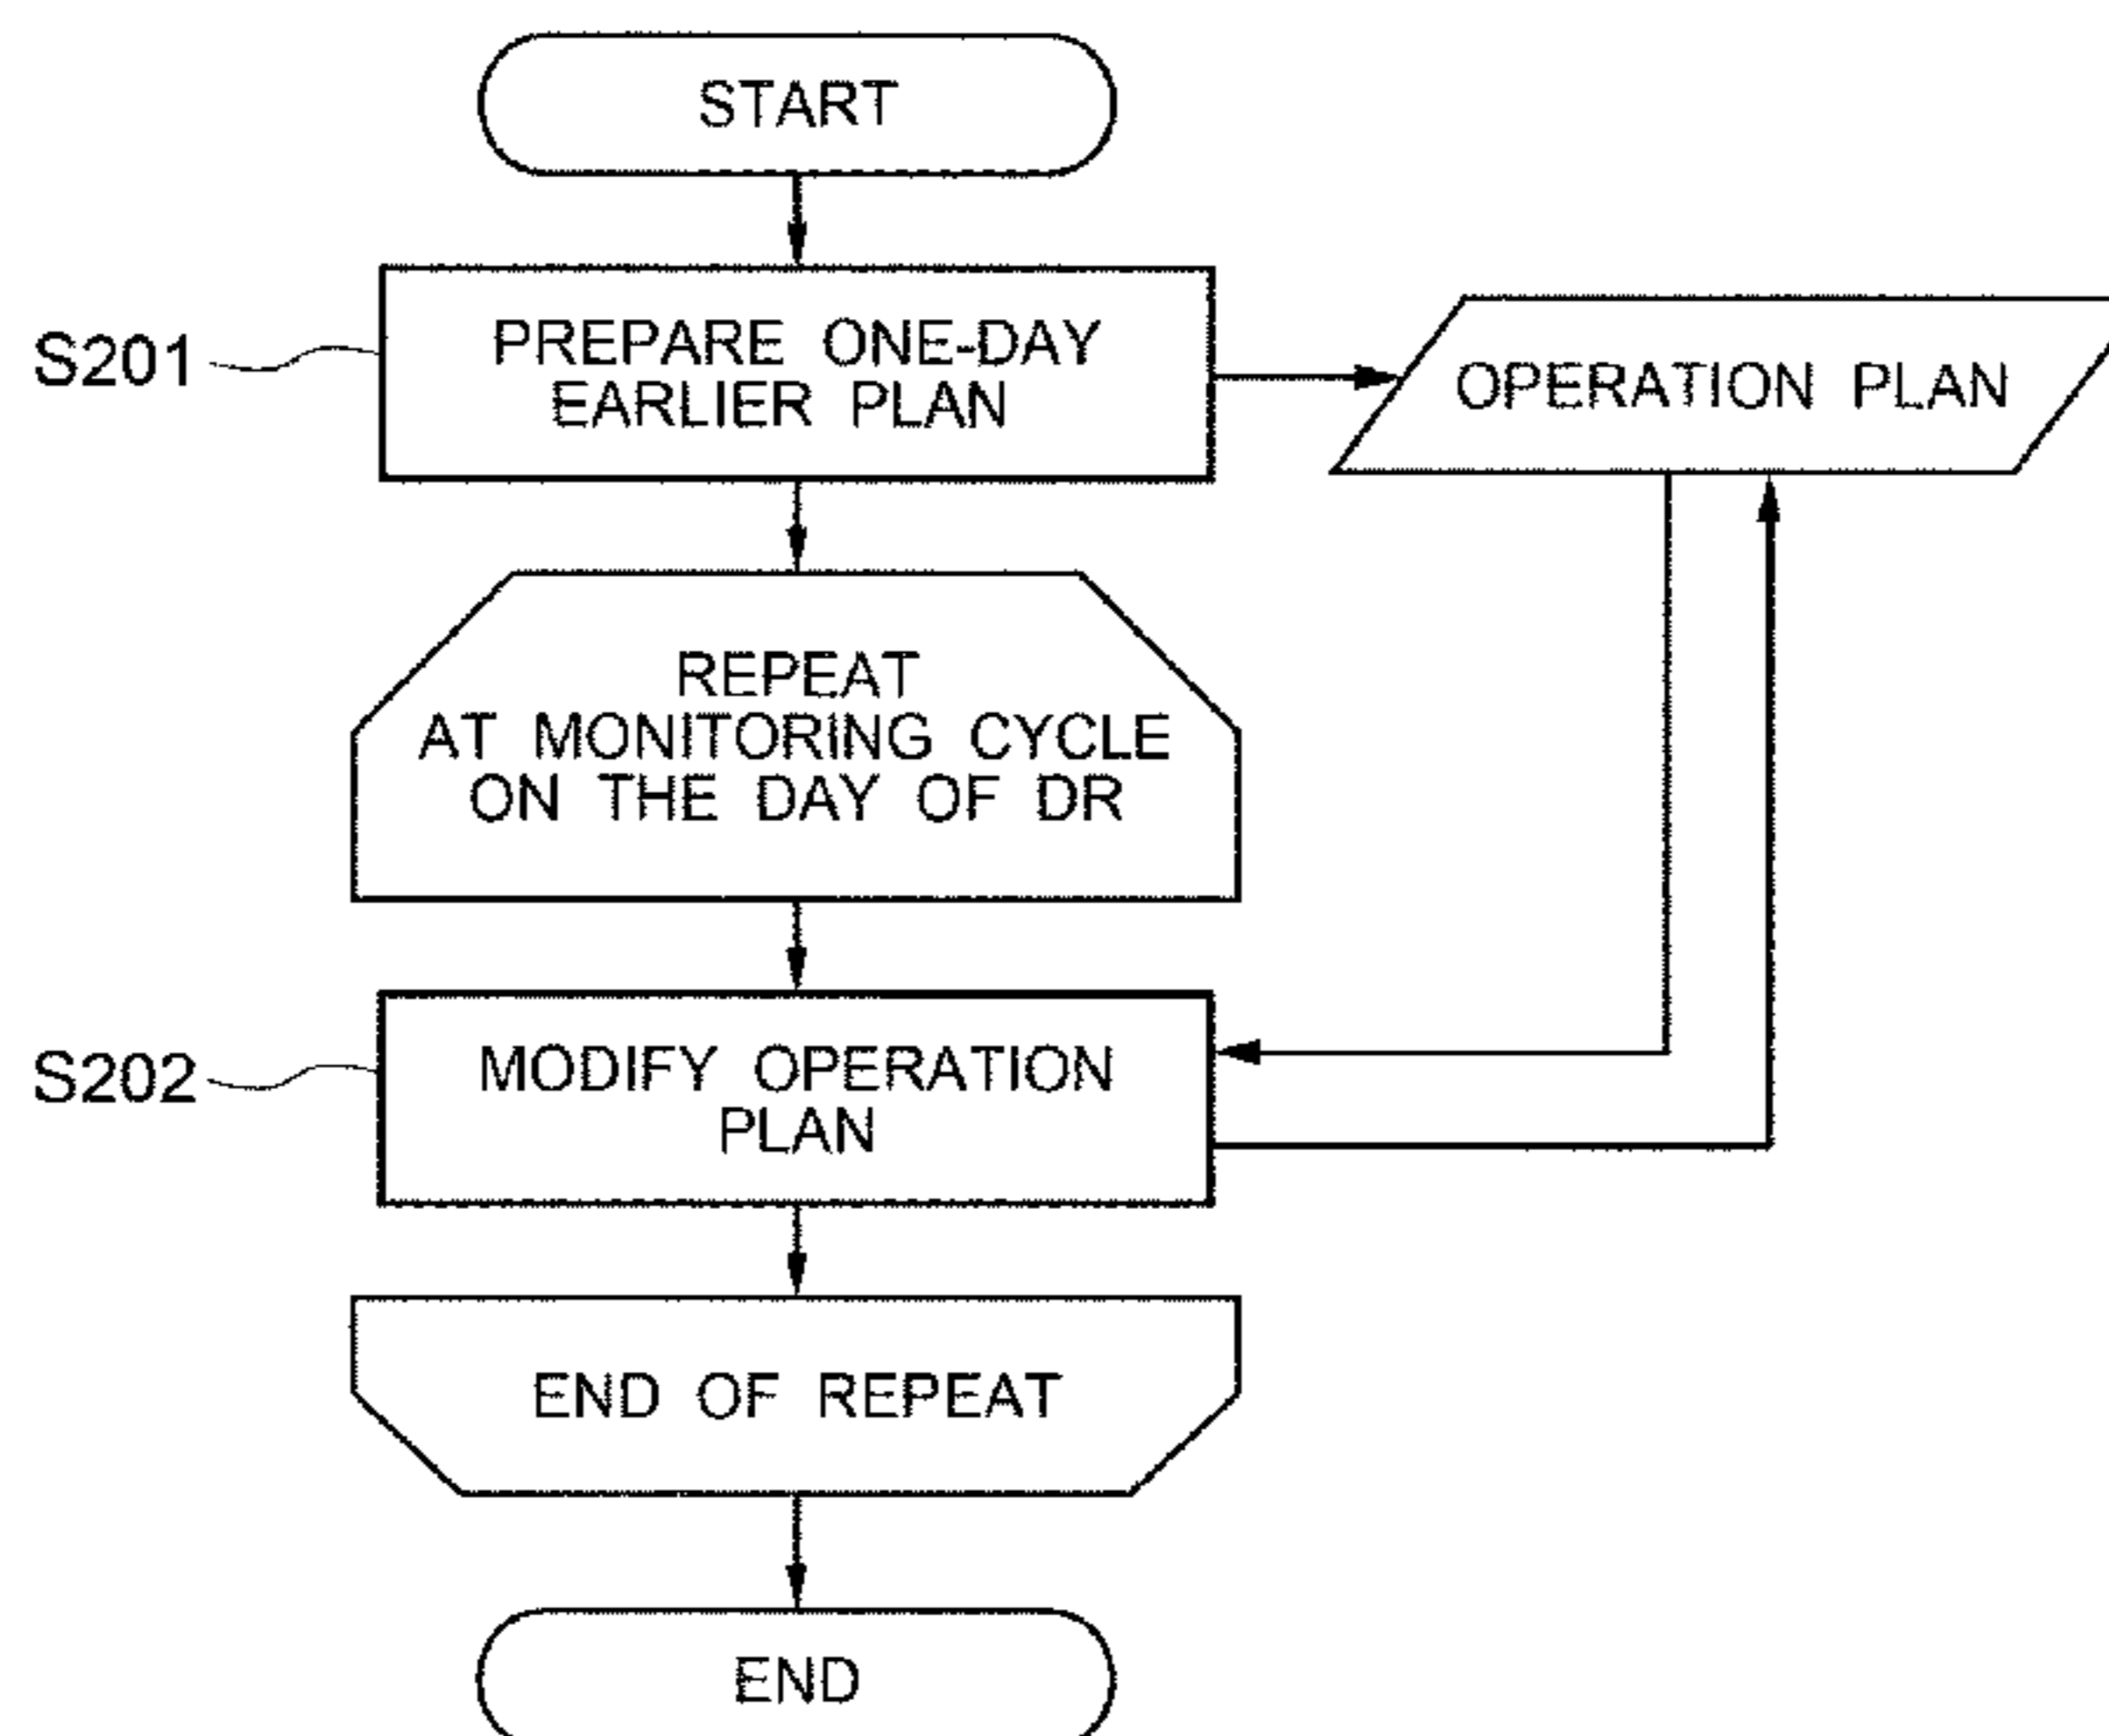 START
S201
PREPARE ONE-DAY
EARLIER PLAN
OPERATION PLAN
REPEAT
AT MONITORING CYCLE
ON THE DAY OF DR
S202
MODIFY OPERATION
PLAN
END OF REPEAT
END